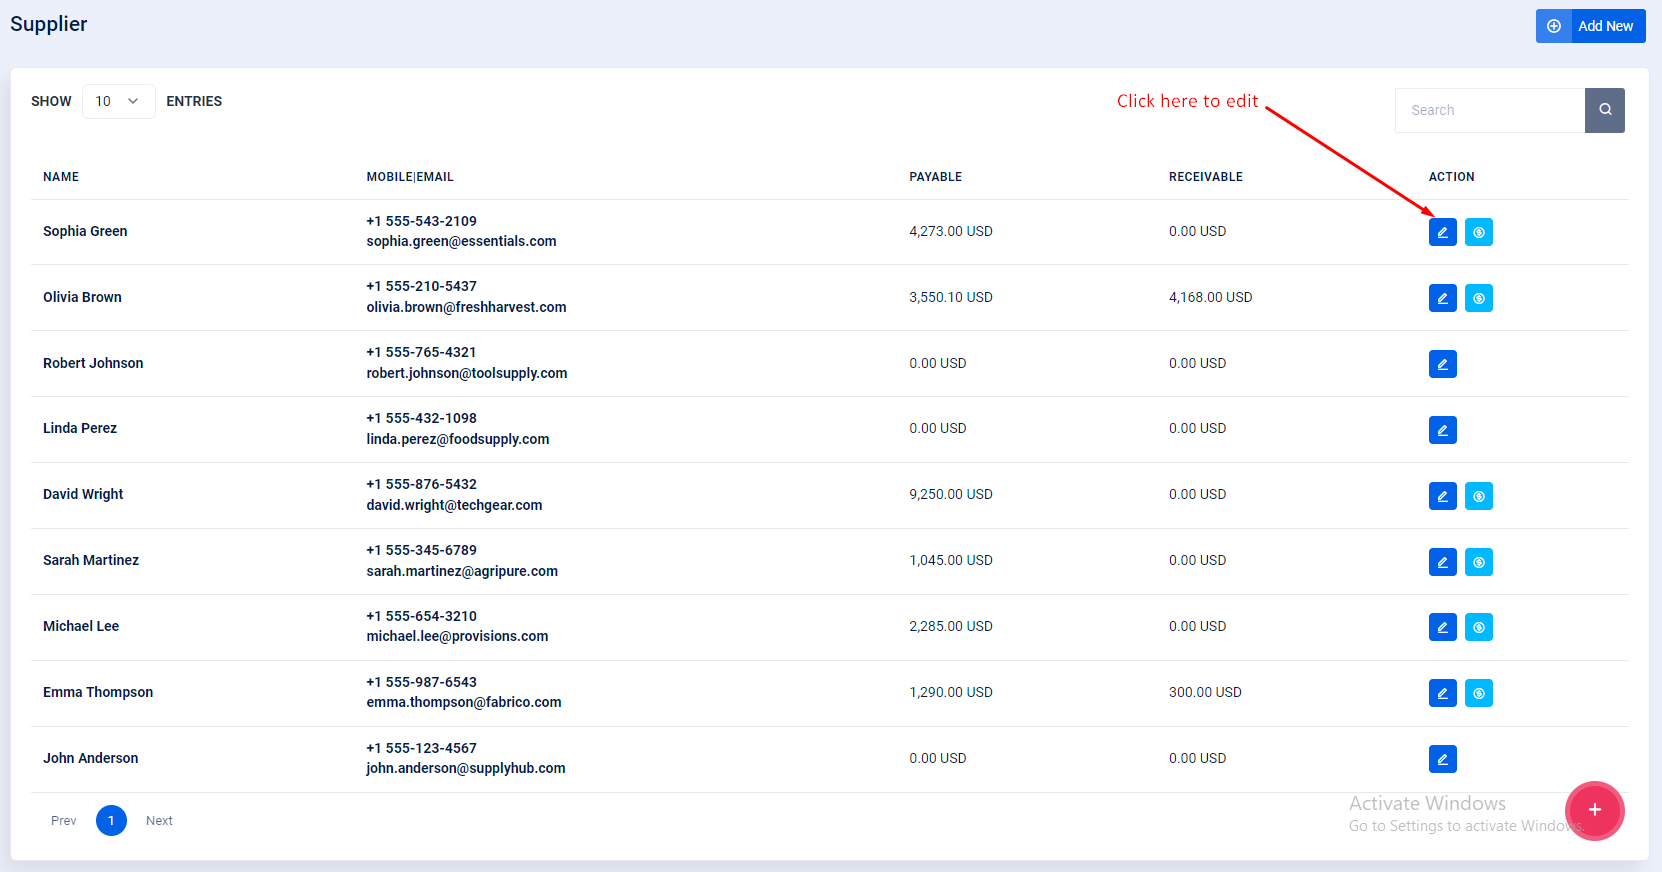 Supplier
Add New
SHOW 10 ENTRIES
Click here to edit
Search
NAME MOBILE|EMAIL PAYABLE RECEIVABLE ACTION
+1 555-543-2109
Sophia Green 4,273.00 USD 0.00 USD
sophia.green@essentials.com
+1 555-210-5437
Olivia Brown 3,550.10 USD 4,168.00 USD
olivia.brown@freshharvest.com
+1 555-765-4321
Robert Johnson 0.00 USD 0.00 USD
robert.johnson@toolsupply.com
+1 555-432-1098
Linda Perez 0.00 USD 0.00 USD
linda.perez@foodsupply.com
+1 555-876-5432
David Wright 9,250.00 USD 0.00 USD
david.wright@techgear.com
+1 555-345-6789
Sarah Martinez 1,045.00 USD 0.00 USD
sarah.martinez@agripure.com
+1 555-654-3210
Michael Lee 2,285.00 USD 0.00 USD
michael.lee@provisions.com
+1 555-987-6543
Emma Thompson 1,290.00 USD 300.00 USD
emma.thompson@fabrico.com
+1 555-123-4567
John Anderson 0.00 USD 0.00 USD
john.anderson@supplyhub.com
Prev 1 Next
Activate Windows
Go to Settings to activate Windows.